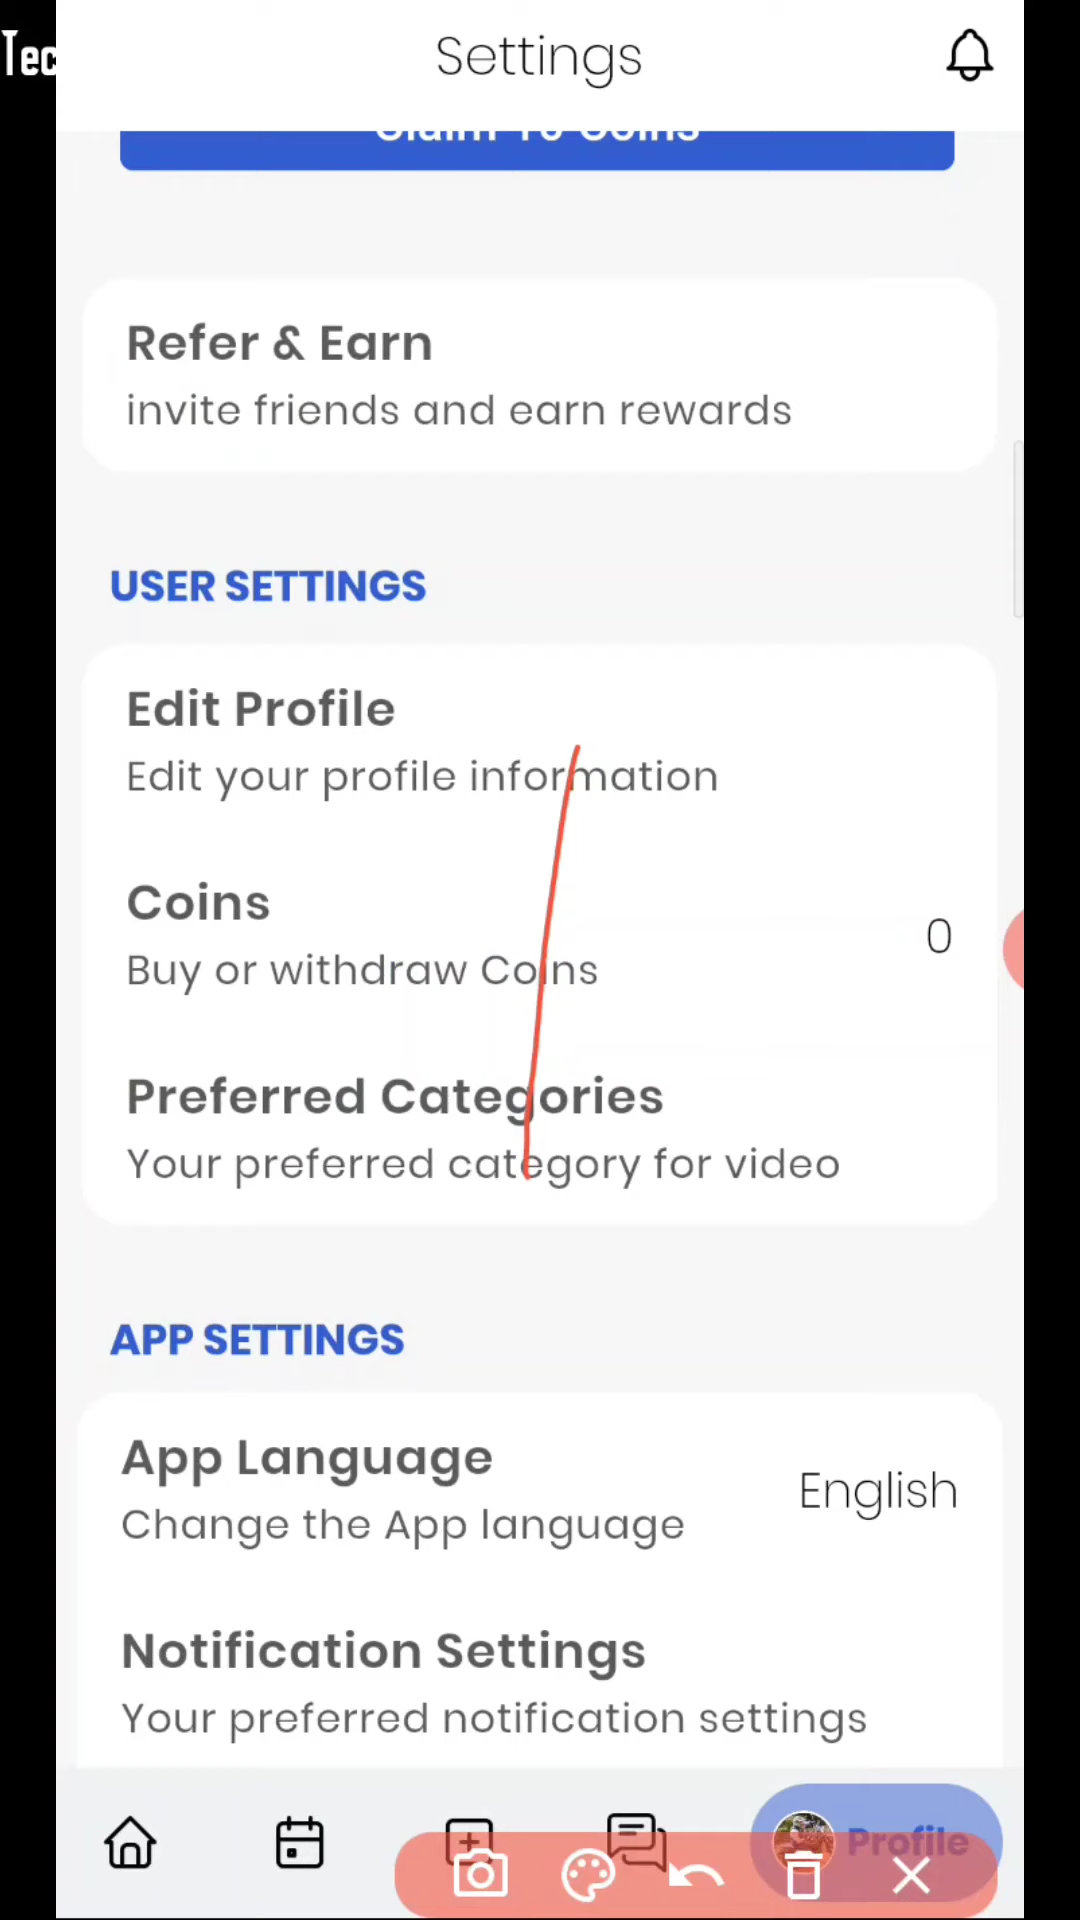 Tec
Settings
Claim 10 Coins
Refer & Earn
invite friends and earn rewards
USER SETTINGS
Edit Profile
Edit your profile information
Coins
0
Buy or withdraw Coins
Preferred Categories
Your preferred category for video
APP SETTINGS
App Language
English
Change the App language
Notification Settings
Your preferred notification settings
Profile